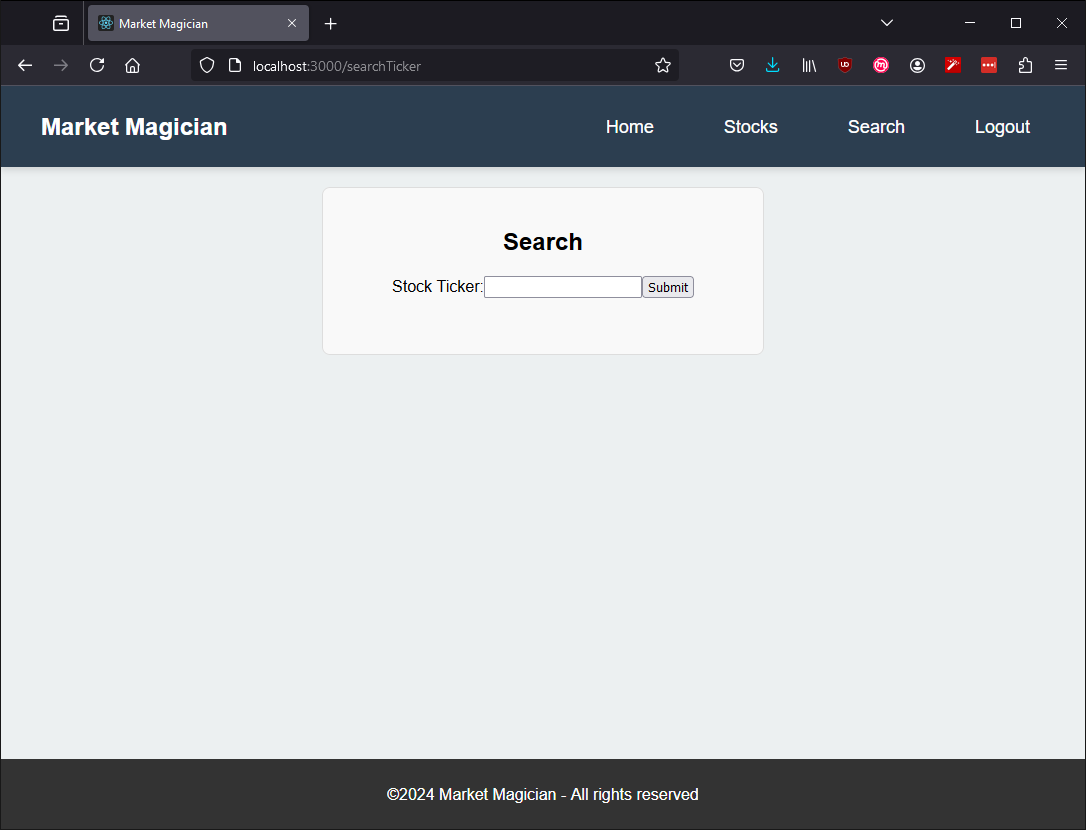 Market Magician
localhost:3000/searchTicker
Market Magician
Home
Stocks
Search
Logout
Search
Stock Ticker:
Submit
©2024 Market Magician - All rights reserved